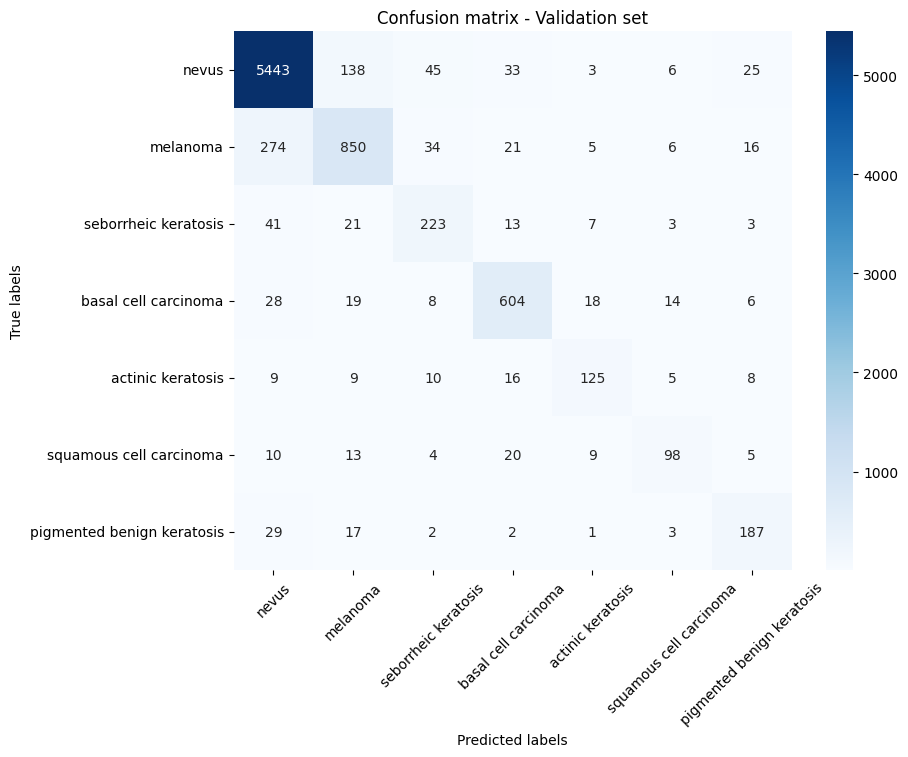 Confusion matrix - Validation set
True labels
nevus 5443 138 45 33 3 6 25
melanoma 274 850 34 21 5 6 16
seborrheic keratosis 41 21 223 13 7 3 3
basal cell carcinoma 28 19 8 604 18 14 6
actinic keratosis 9 9 10 16 125 5 8
squamous cell carcinoma 10 13 4 20 9 98 5
pigmented benign keratosis 29 17 2 2 1 3 187
nevus
melanoma
seborrheic keratosis
basal cell carcinoma
actinic keratosis
squamous cell carcinoma
pigmented benign keratosis
Predicted labels
5000
4000
3000
2000
1000